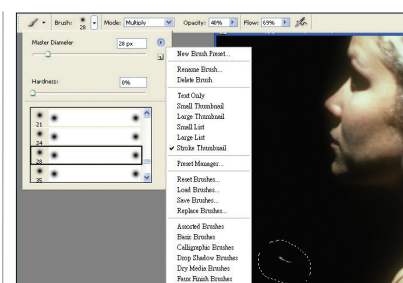 Brush: 28 Mode: Multiply Opacity: 40% Flow: 69%
Master Diameter 28 px
Hardness: 0%
21
24
28
35
New Brush Preset...
Rename Brush...
Delete Brush
Text Only
Small Thumbnail
Large Thumbnail
Small List
Large List
Stroke Thumbnail
Preset Manager...
Reset Brushes...
Load Brushes...
Save Brushes...
Replace Brushes...
Assorted Brushes
Basic Brushes
Calligraphic Brushes
Drop Shadow Brushes
Dry Media Brushes
Faux Finish Brushes